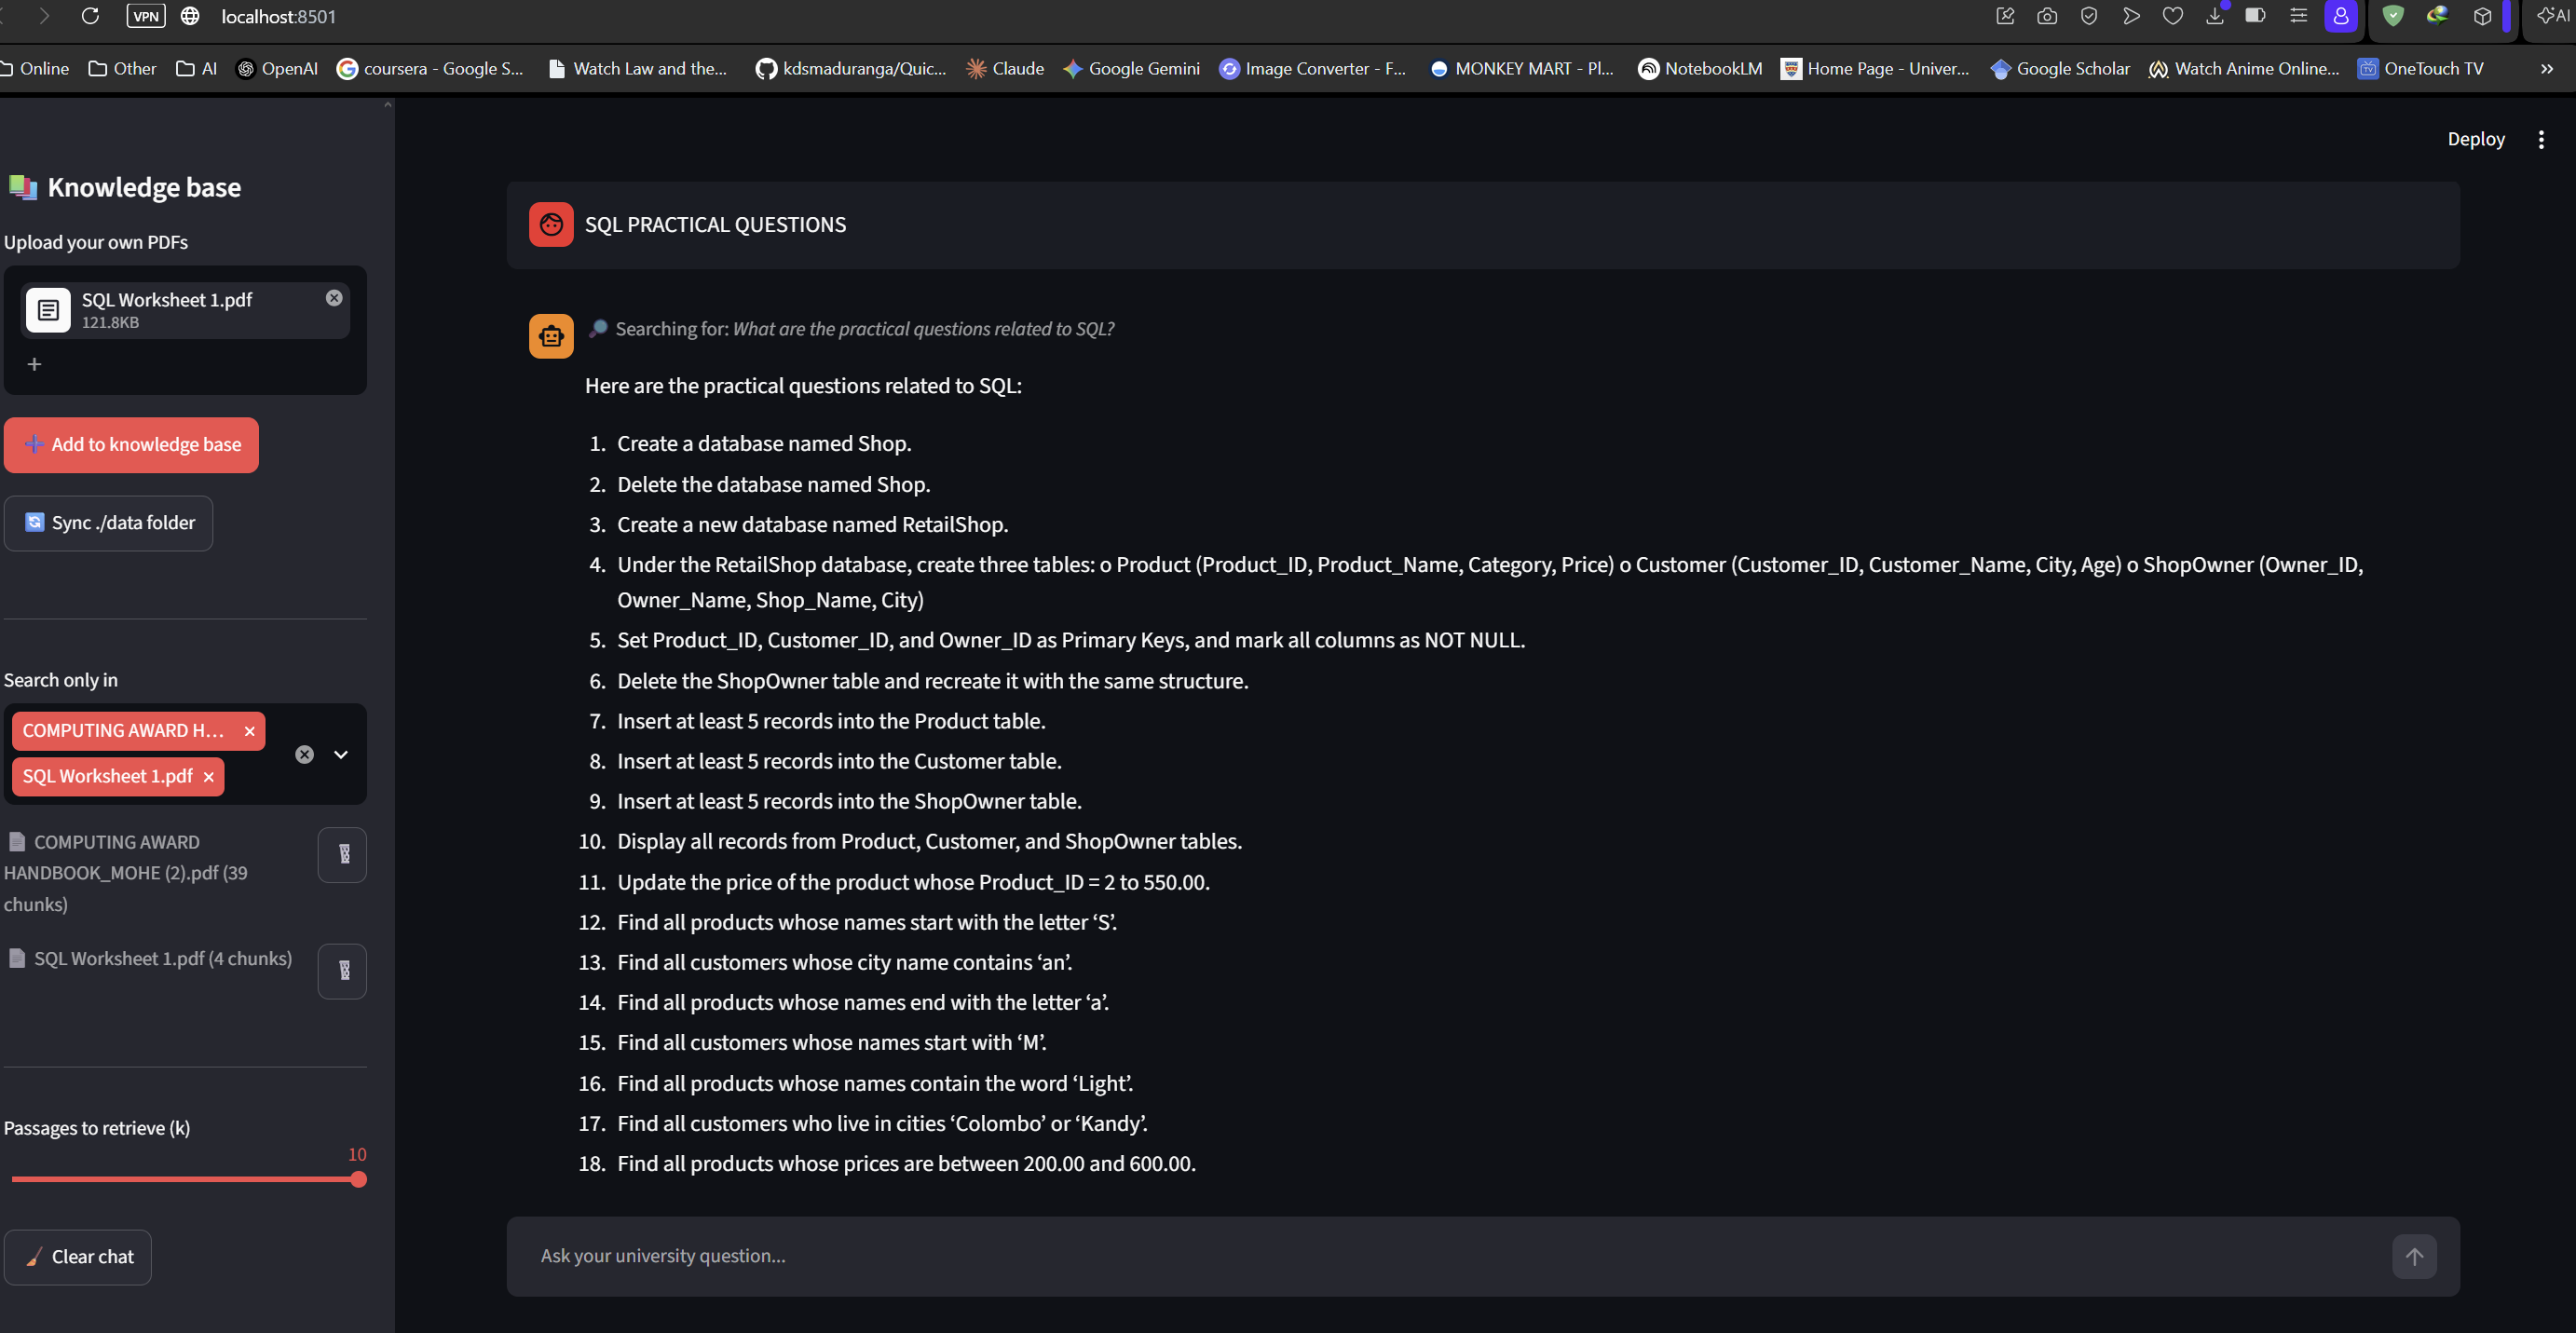 VPN
localhost:8501
AI
Online
Other
AI
OpenAI
coursera - Google S...
Watch Law and the...
kdsmaduranga/Quic...
Claude
Google Gemini
Image Converter - F...
MONKEY MART - Pl...
NotebookLM
Home Page - Univer...
Google Scholar
Watch Anime Online...
OneTouch TV
Deploy
Knowledge base
Upload your own PDFs
SQL Worksheet 1.pdf
121.8KB
Add to knowledge base
Sync ./data folder
Search only in
COMPUTING AWARD H...
SQL Worksheet 1.pdf
COMPUTING AWARD
HANDBOOK_MOHE (2).pdf (39
chunks)
SQL Worksheet 1.pdf (4 chunks)
Passages to retrieve (k)
10
Clear chat
SQL PRACTICAL QUESTIONS
Searching for: What are the practical questions related to SQL?
Here are the practical questions related to SQL:
1. Create a database named Shop.
2. Delete the database named Shop.
3. Create a new database named RetailShop.
4. Under the RetailShop database, create three tables: o Product (Product_ID, Product_Name, Category, Price) o Customer (Customer_ID, Customer_Name, City, Age) o ShopOwner (Owner_ID,
Owner_Name, Shop_Name, City)
5. Set Product_ID, Customer_ID, and Owner_ID as Primary Keys, and mark all columns as NOT NULL.
6. Delete the ShopOwner table and recreate it with the same structure.
7. Insert at least 5 records into the Product table.
8. Insert at least 5 records into the Customer table.
9. Insert at least 5 records into the ShopOwner table.
10. Display all records from Product, Customer, and ShopOwner tables.
11. Update the price of the product whose Product_ID = 2 to 550.00.
12. Find all products whose names start with the letter ‘S’.
13. Find all customers whose city name contains ‘an’.
14. Find all products whose names end with the letter ‘a’.
15. Find all customers whose names start with ‘M’.
16. Find all products whose names contain the word ‘Light’.
17. Find all customers who live in cities ‘Colombo’ or ‘Kandy’.
18. Find all products whose prices are between 200.00 and 600.00.
Ask your university question...